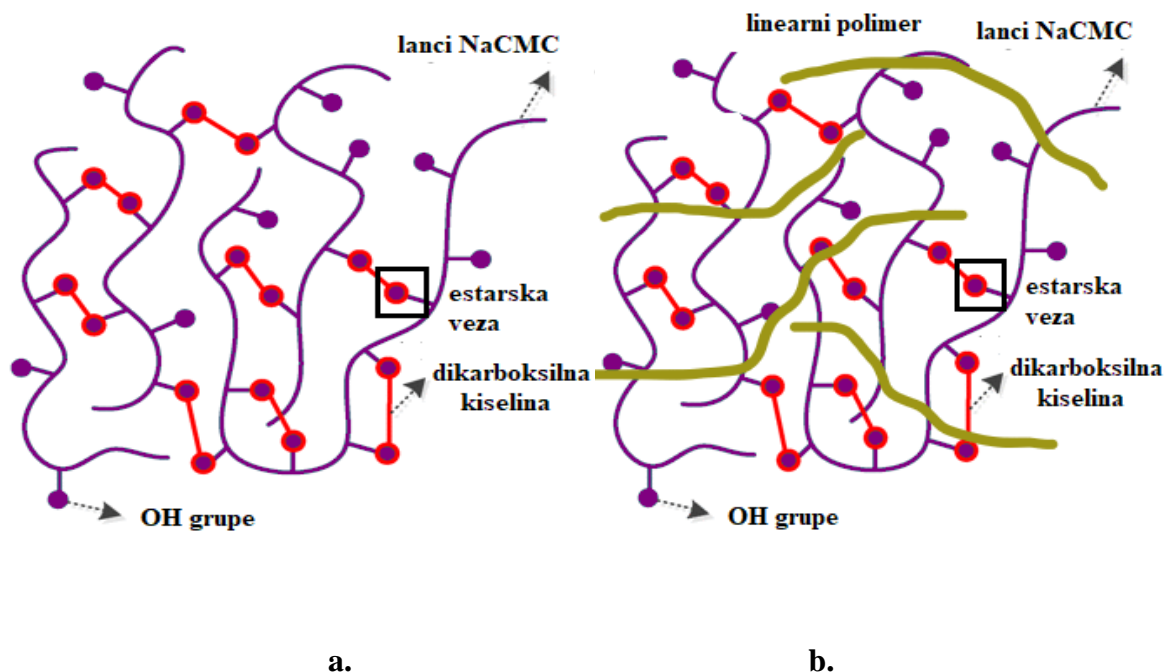 lanci NaCMC
estarska
veza
dikarboksilna
kiselina
OH grupe
a.
linearni polimer
lanci NaCMC
estarska
veza
dikarboksilna
kiselina
OH grupe
b.